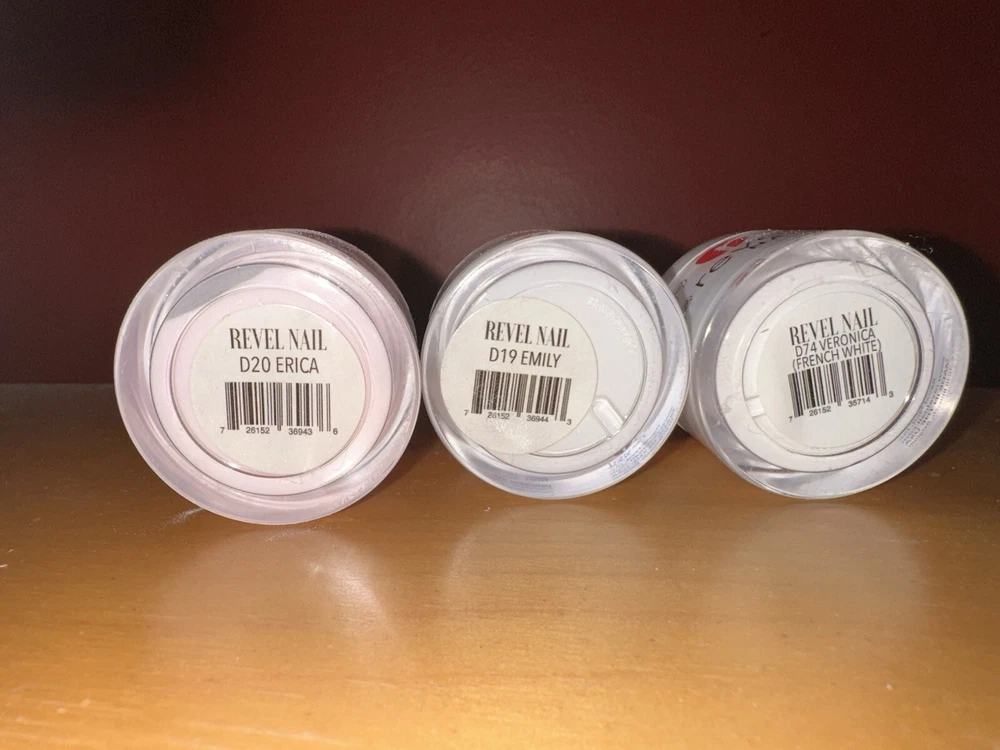 REVEL NAIL
D20 ERICA
7 26152 36943 6
REVEL NAIL
D19 EMILY
7 26152 36944 3
REVEL NAIL
D74 VERONICA
(FRENCH WHITE)
7 26152 35714 3